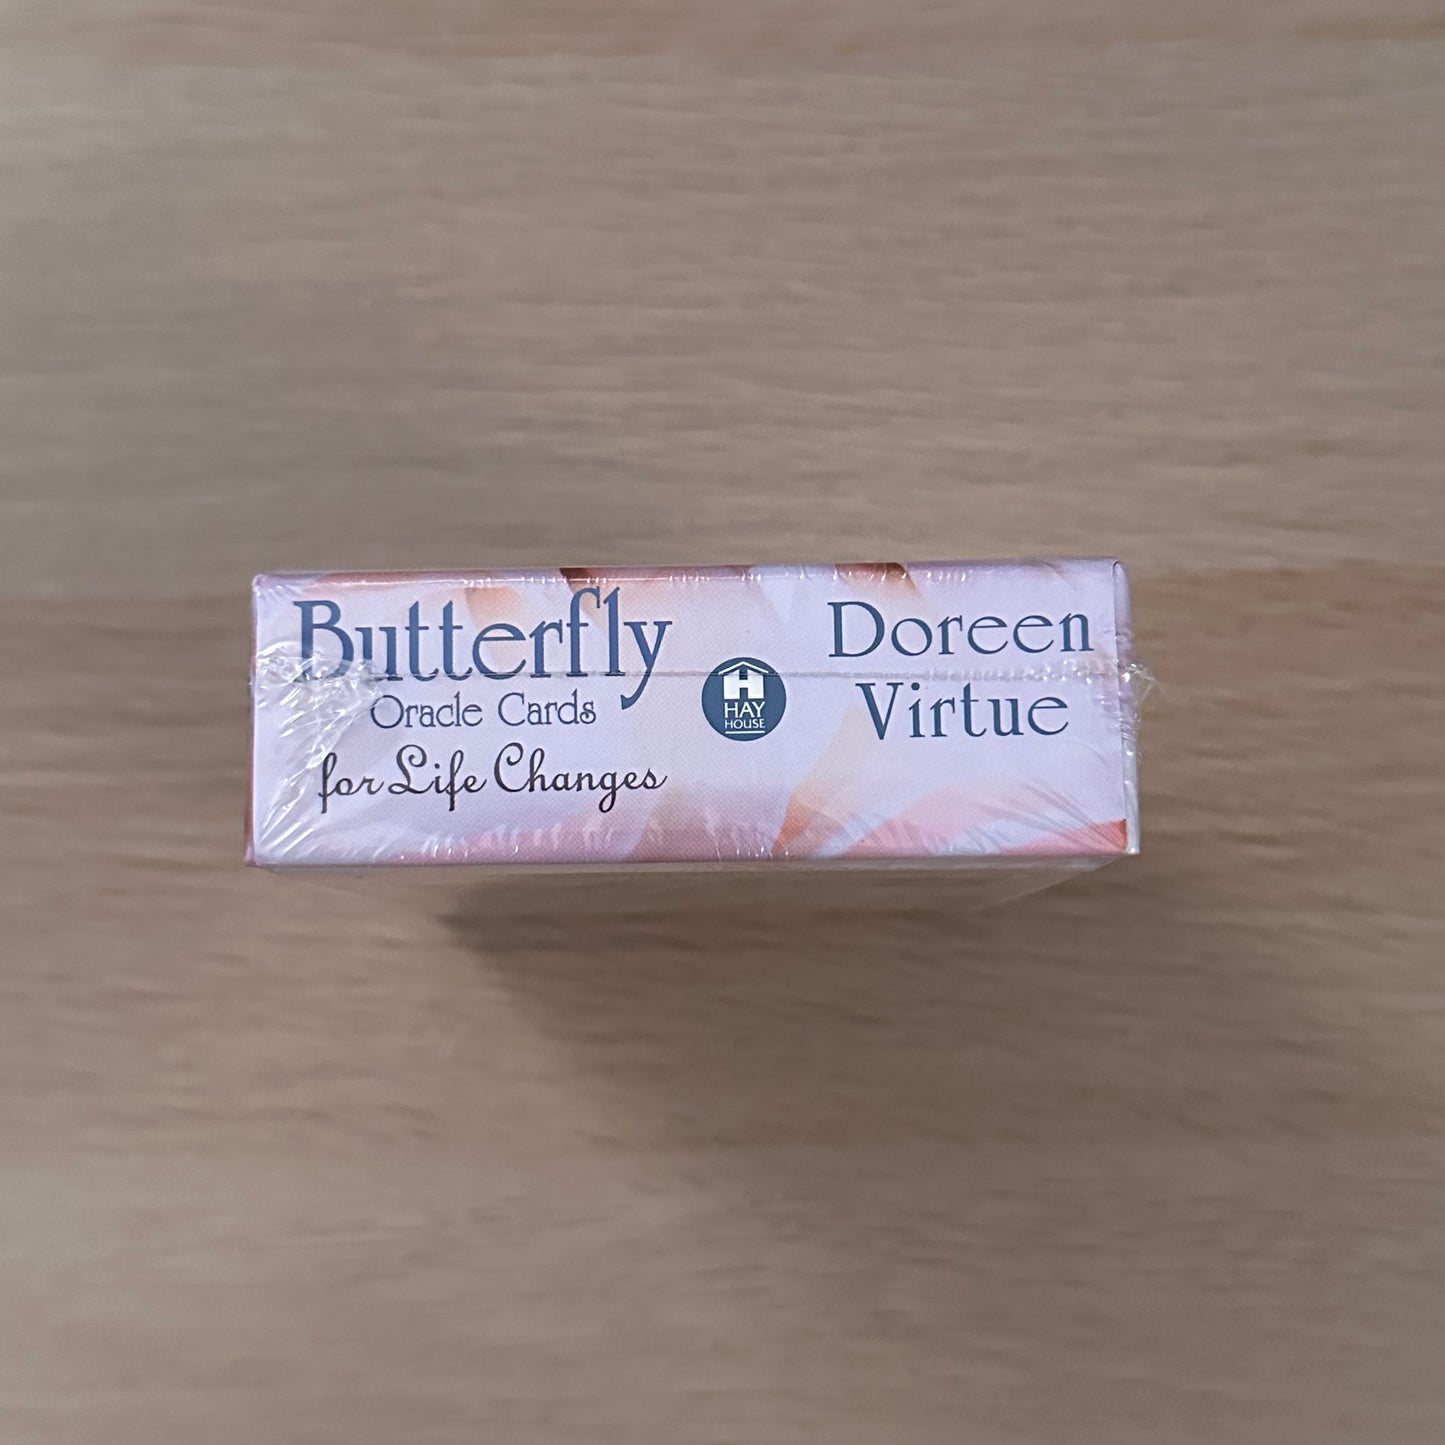 Butterfly
Oracle Cards
for Life Changes
HAY
HOUSE
Doreen
Virtue